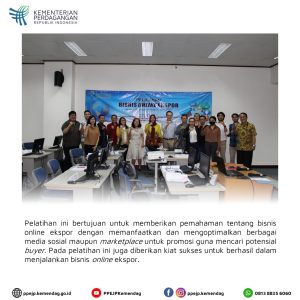 KEMENTERIAN
PERDAGANGAN
REPUBLIK INDONESIA
BISNIS ONLINE EKSPOR
Pelatihan ini bertujuan untuk memberikan pemahaman tentang bisnis
online ekspor dengan memanfaatkan dan mengoptimalkan berbagai
media sosial maupun marketplace untuk promosi guna mencari potensial
buyer. Pada pelatihan ini juga diberikan kiat sukses untuk berhasil dalam
menjalankan bisnis online ekspor.
ppejp.kemendag.go.id PPEJPKemendag ppejp.kemendag 0813 8835 6060